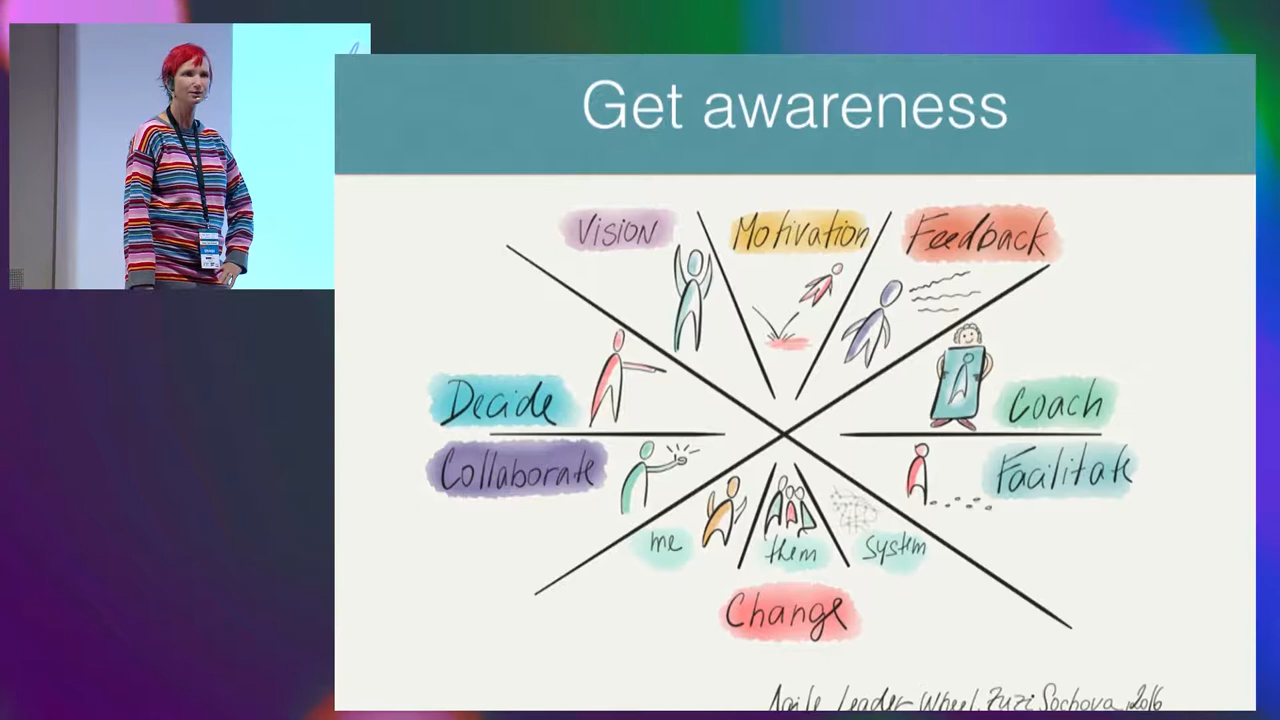 Get awareness
Vision
Motivation
Feedback
Decide
Coach
Collaborate
Facilitate
me
them
system
Change
Agile Leader Wheel, Zuzi Sochova, 2016